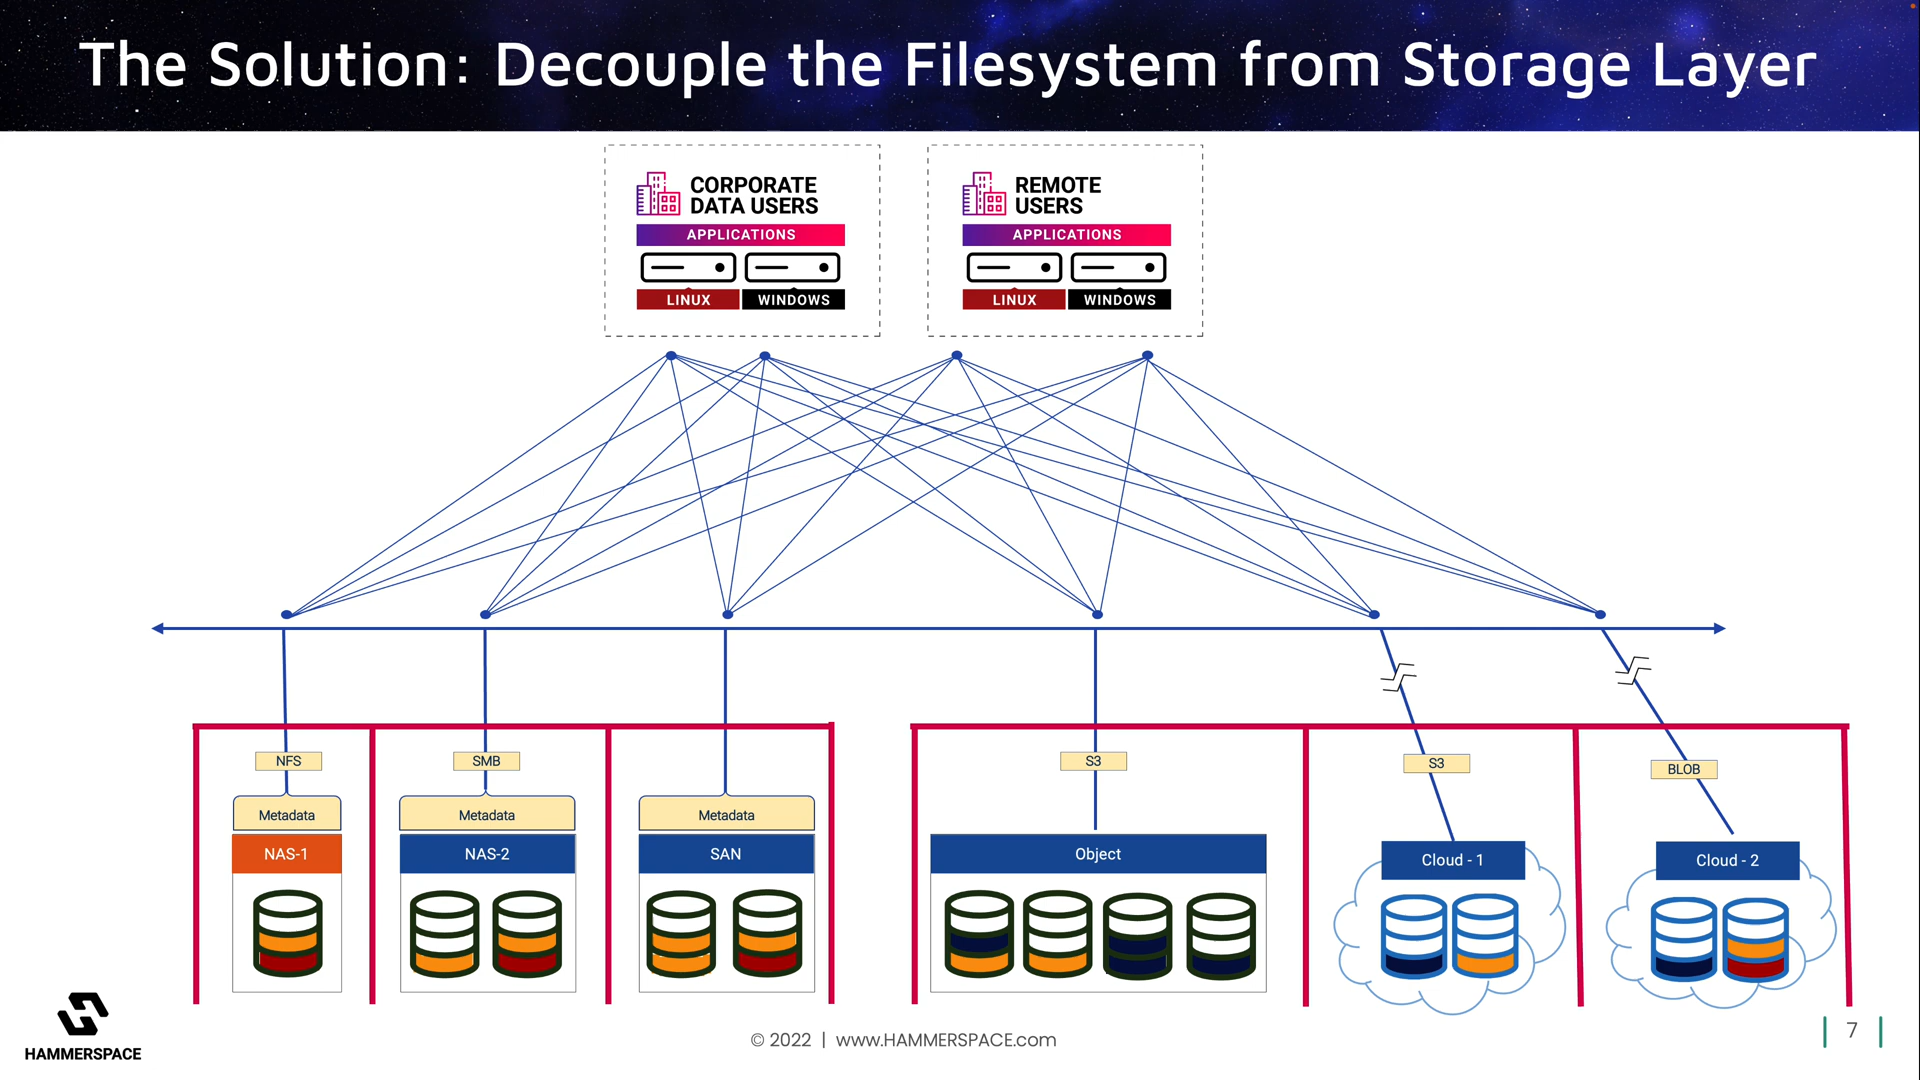 The Solution: Decouple the Filesystem from Storage Layer
CORPORATE
DATA USERS
APPLICATIONS
LINUX
WINDOWS
REMOTE
USERS
APPLICATIONS
LINUX
WINDOWS
NFS
SMB
S3
S3
BLOB
Metadata
Metadata
Metadata
NAS-1
NAS-2
SAN
Object
Cloud - 1
Cloud - 2
HAMMERSPACE
© 2022 | www.HAMMERSPACE.com
7